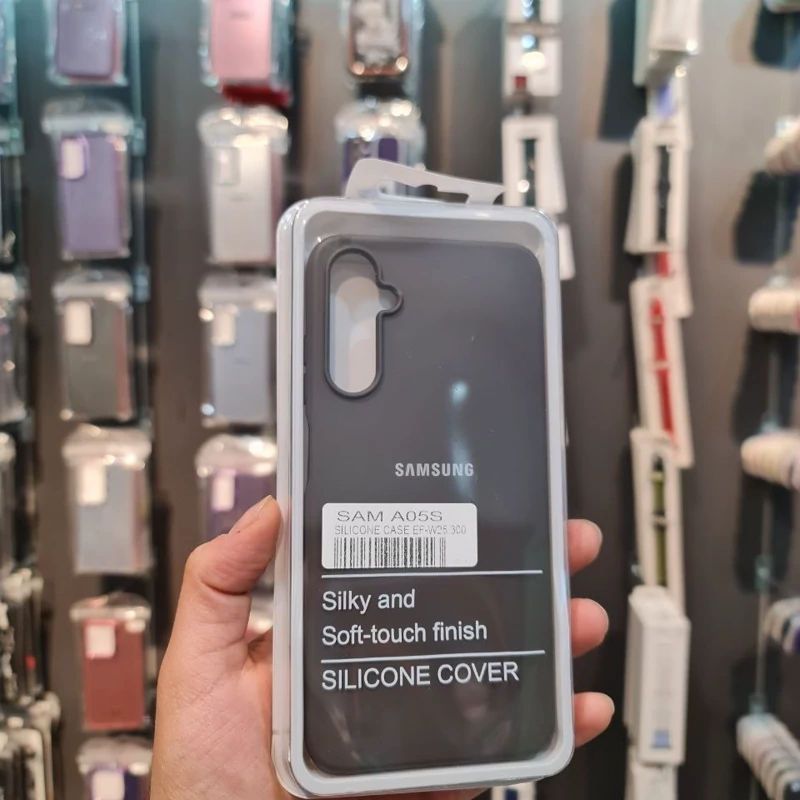 SAMSUNG
SAM A05S
SILICONE CASE EF-W25.300
Silky and
Soft-touch finish
SILICONE COVER